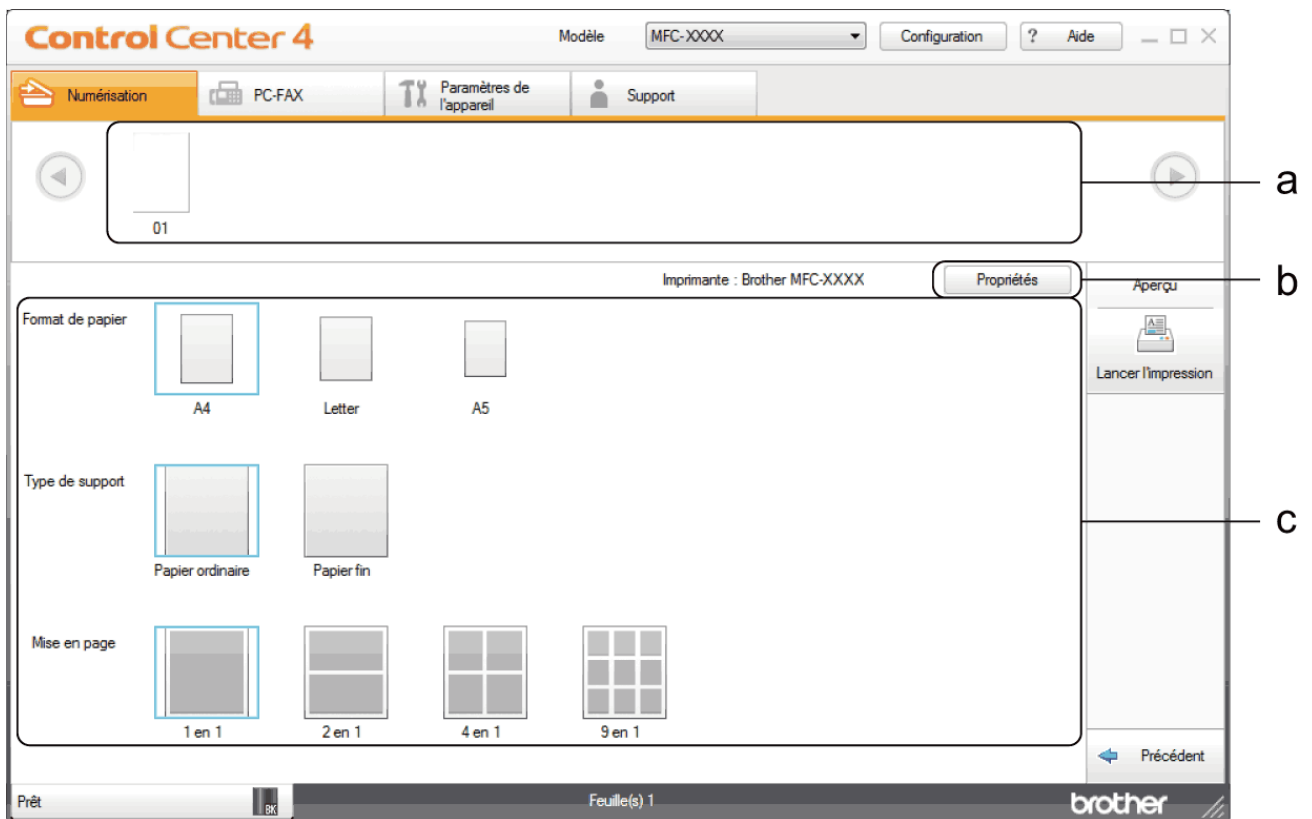 ControlCenter 4 Modèle MFC-XXXX Configuration ? Aide
Numérisation PC-FAX Paramètres de l'appareil Support
01
a
Imprimante : Brother MFC-XXXX Propriétés
b
Aperçu
Format de papier
A4 Letter A5
Lancer l'impression
Type de support
Papier ordinaire Papier fin
c
Mise en page
1 en 1 2 en 1 4 en 1 9 en 1
Précédent
Prêt BK Feuille(s) 1 brother